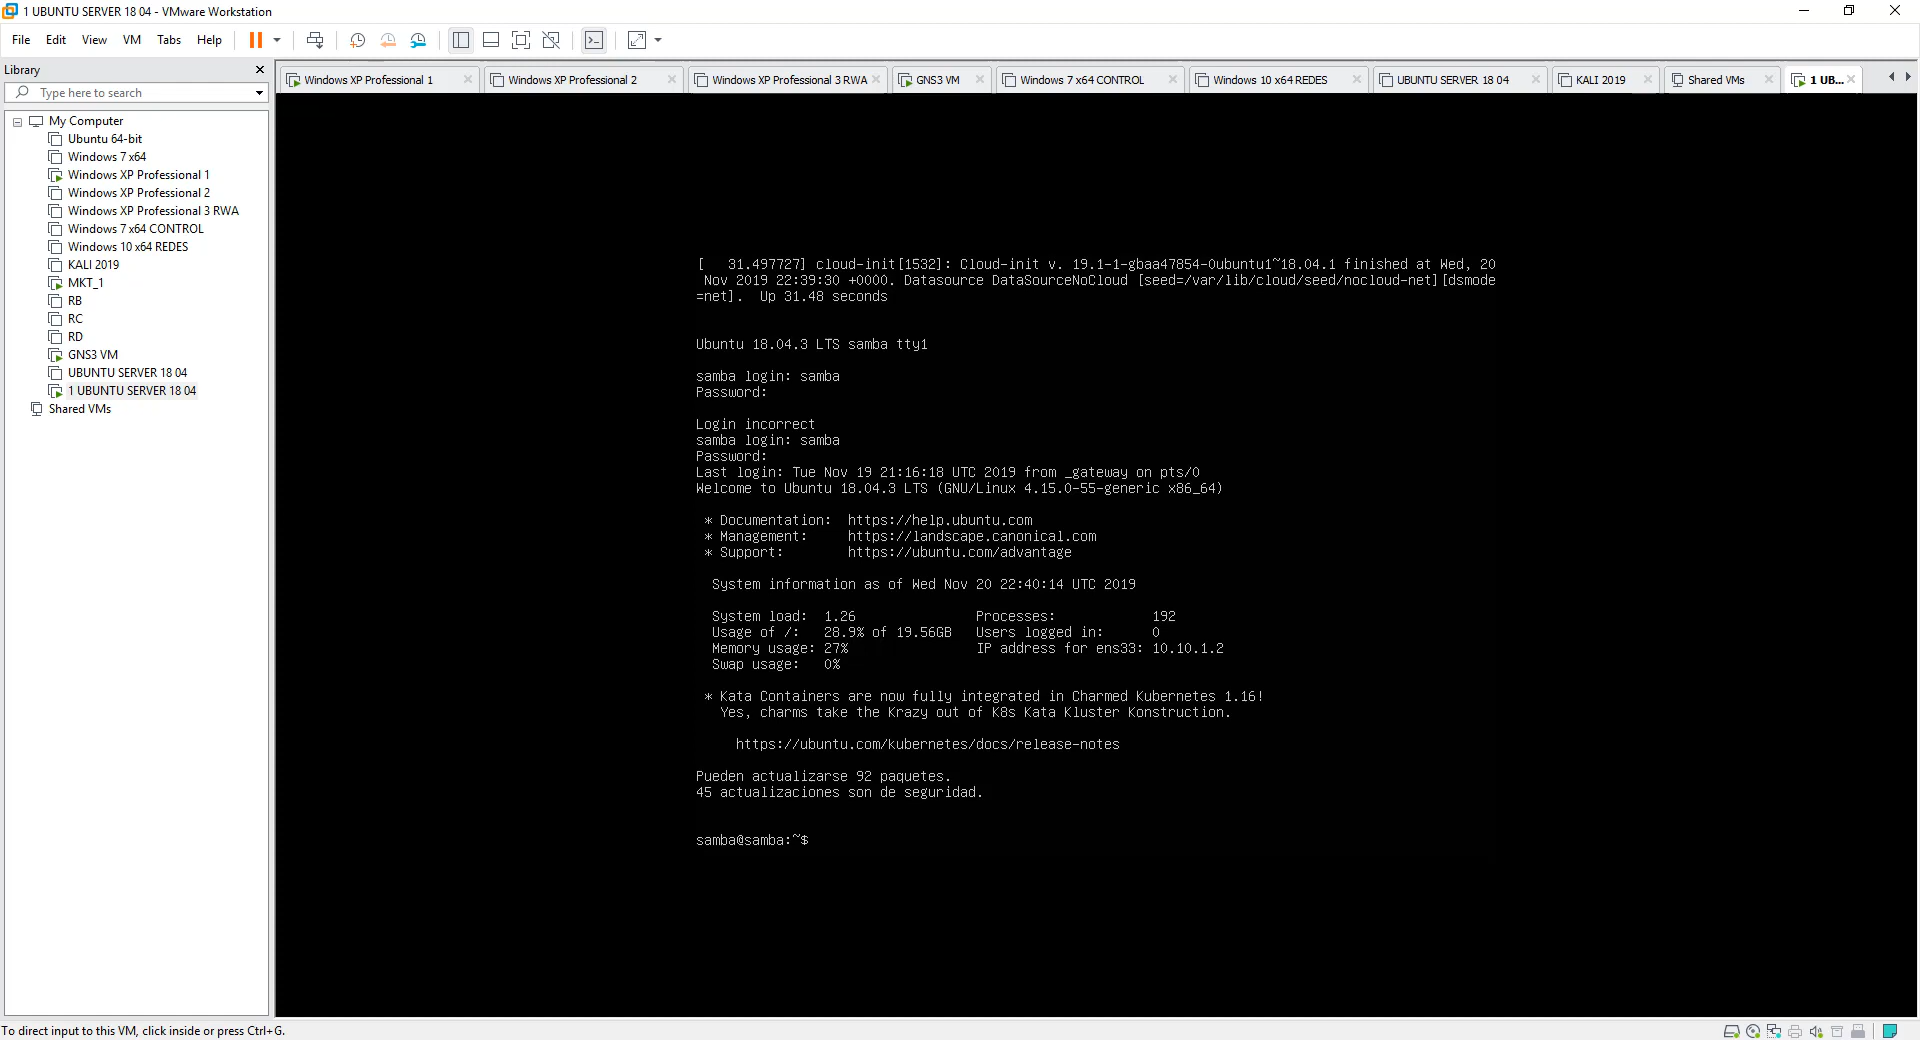 1 UBUNTU SERVER 18 04 - VMware Workstation
File Edit View VM Tabs Help
Library
Type here to search
My Computer
Ubuntu 64-bit
Windows 7 x64
Windows XP Professional 1
Windows XP Professional 2
Windows XP Professional 3 RWA
Windows 7 x64 CONTROL
Windows 10 x64 REDES
KALI 2019
MKT_1
RB
RC
RD
GNS3 VM
UBUNTU SERVER 18 04
1 UBUNTU SERVER 18 04
Shared VMs
Windows XP Professional 1 Windows XP Professional 2 Windows XP Professional 3 RWA GNS3 VM Windows 7 x64 CONTROL Windows 10 x64 REDES UBUNTU SERVER 18 04 KALI 2019 Shared VMs 1 UB...
[   31.497727] cloud-init[1532]: Cloud-init v. 19.1-1-gbaa47854-0ubuntu1~18.04.1 finished at Wed, 20
Nov 2019 22:39:30 +0000. Datasource DataSourceNoCloud [seed=/var/lib/cloud/seed/nocloud-net][dsmode
=net].  Up 31.48 seconds
Ubuntu 18.04.3 LTS samba tty1
samba login: samba
Password:
Login incorrect
samba login: samba
Password:
Last login: Tue Nov 19 21:16:18 UTC 2019 from _gateway on pts/0
Welcome to Ubuntu 18.04.3 LTS (GNU/Linux 4.15.0-55-generic x86_64)
* Documentation:  https://help.ubuntu.com
* Management:     https://landscape.canonical.com
* Support:        https://ubuntu.com/advantage
System information as of Wed Nov 20 22:40:14 UTC 2019
System load:  1.26               Processes:            192
Usage of /:   28.9% of 19.56GB   Users logged in:      0
Memory usage: 27%                IP address for ens33: 10.10.1.2
Swap usage:   0%
* Kata Containers are now fully integrated in Charmed Kubernetes 1.16!
Yes, charms take the Krazy out of K8s Kata Kluster Konstruction.
https://ubuntu.com/kubernetes/docs/release-notes
Pueden actualizarse 92 paquetes.
45 actualizaciones son de seguridad.
samba@samba:~$
To direct input to this VM, click inside or press Ctrl+G.